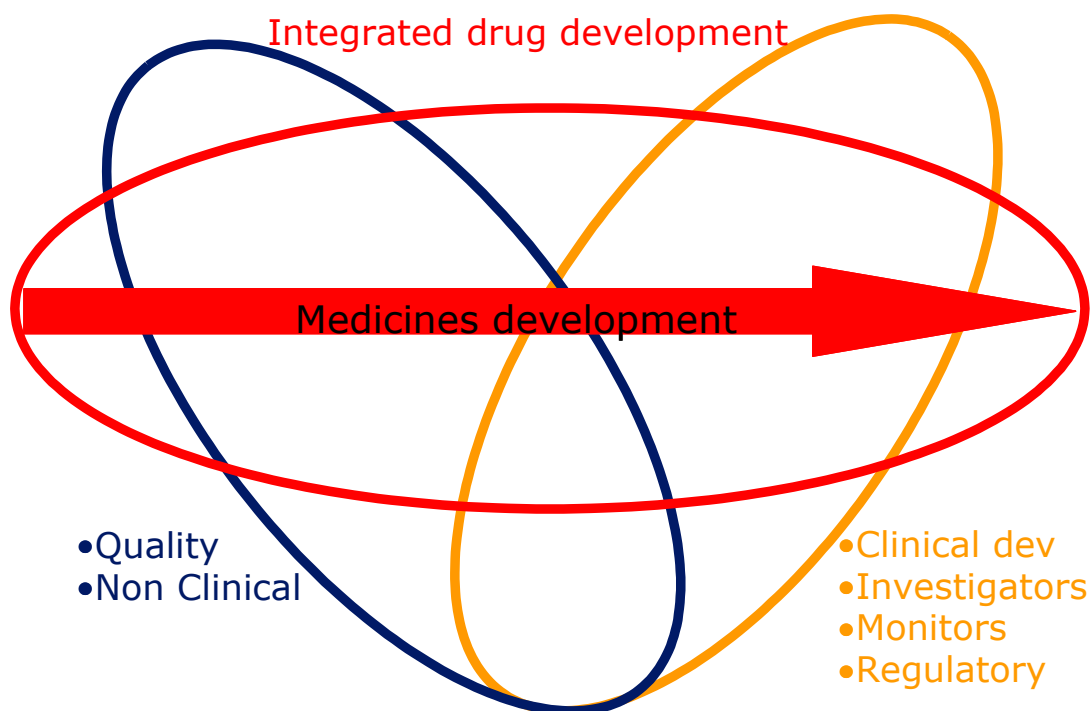 Integrated drug development
Medicines development
•Quality
•Non Clinical
•Clinical dev
•Investigators
•Monitors
•Regulatory